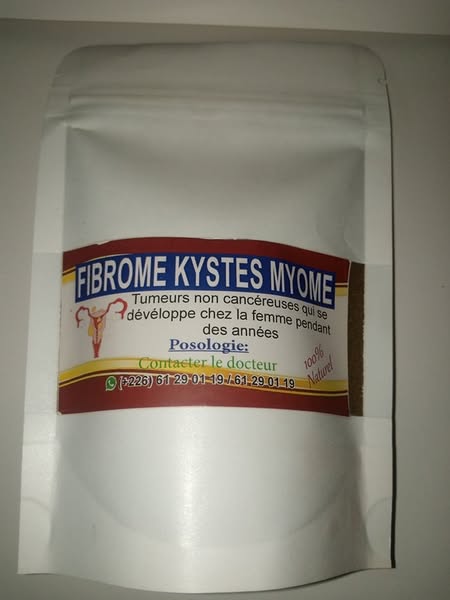 FIBROME KYSTES MYOME
Tumeurs non cancéreuses qui se
dévéloppe chez la femme pendant
des années
Posologie:
Contacter le docteur
100%
Naturel
(+226) 61 29 01 19 / 61 29 01 19